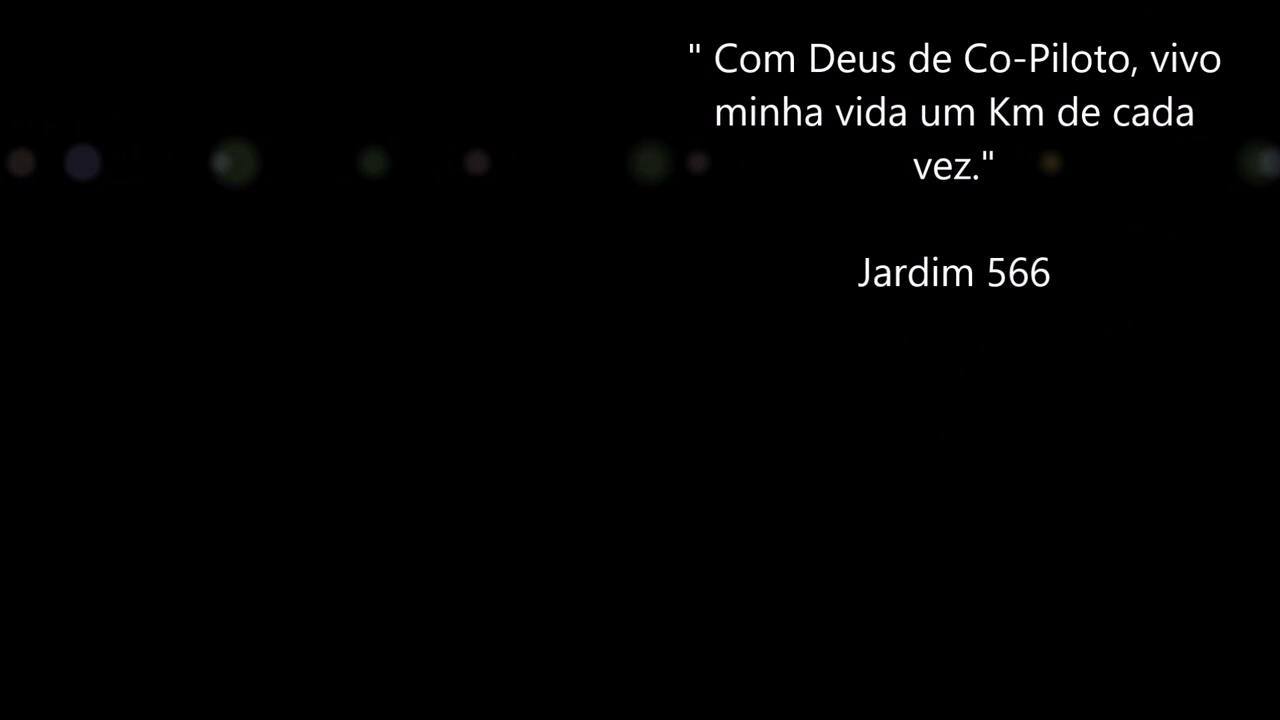 " Com Deus de Co-Piloto, vivo
minha vida um Km de cada
vez."
Jardim 566